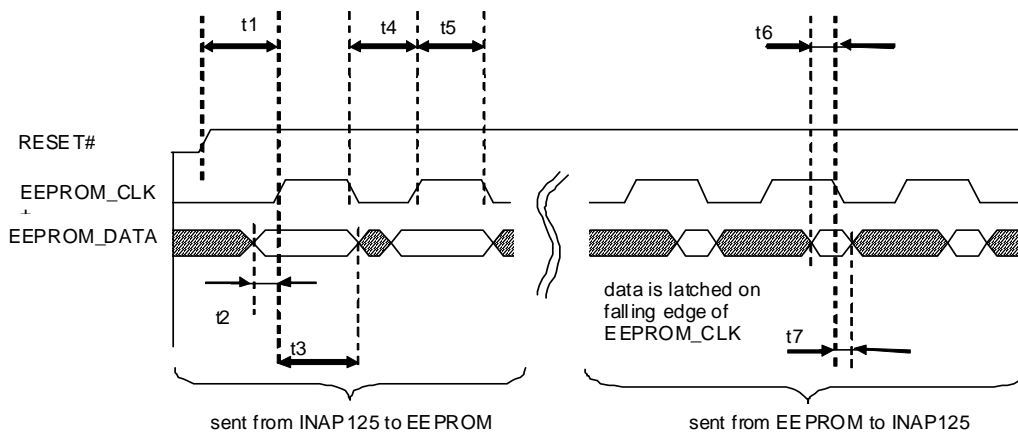 t1
t4
t5
t6
RESET#
EEPROM_CLK
EEPROM_DATA
t2
t3
data is latched on
falling edge of
EEPROM_CLK
t7
sent from INAP125 to EEPROM
sent from EEPROM to INAP125